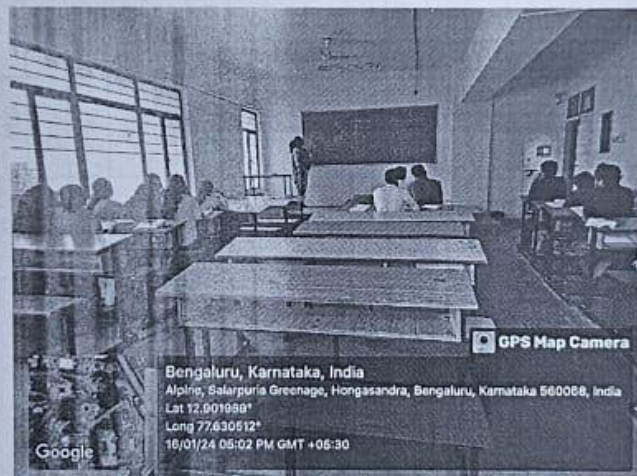 GPS Map Camera
Bengaluru, Karnataka, India
Alpine, Salarpuria Greenage, Hongasandra, Bengaluru, Karnataka 560068, India
Lat 12.901969°
Long 77.630512°
16/01/24 05:02 PM GMT +05:30
Google